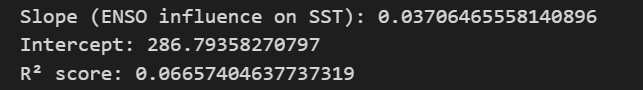 Slope (ENSO influence on SST): 0.03706465558140896
Intercept: 286.79358270797
R² score: 0.06657404637737319